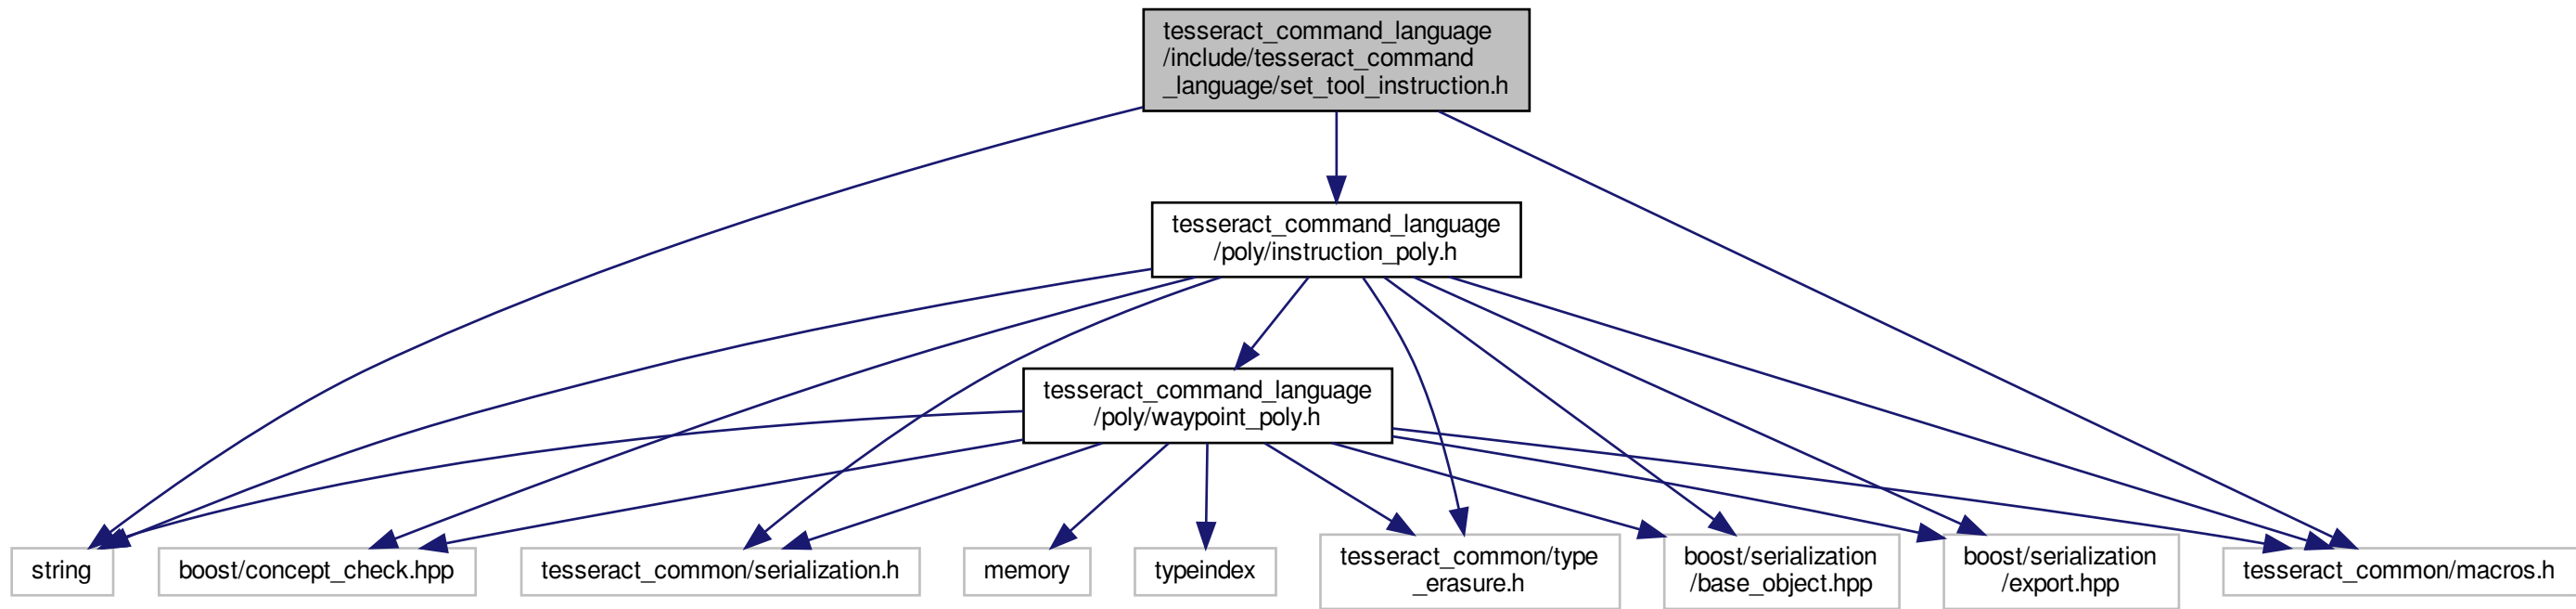 tesseract_command_language
/include/tesseract_command
_language/set_tool_instruction.h
tesseract_command_language
/poly/instruction_poly.h
tesseract_command_language
/poly/waypoint_poly.h
string
boost/concept_check.hpp
tesseract_common/serialization.h
memory
typeindex
tesseract_common/type
_erasure.h
boost/serialization
/base_object.hpp
boost/serialization
/export.hpp
tesseract_common/macros.h